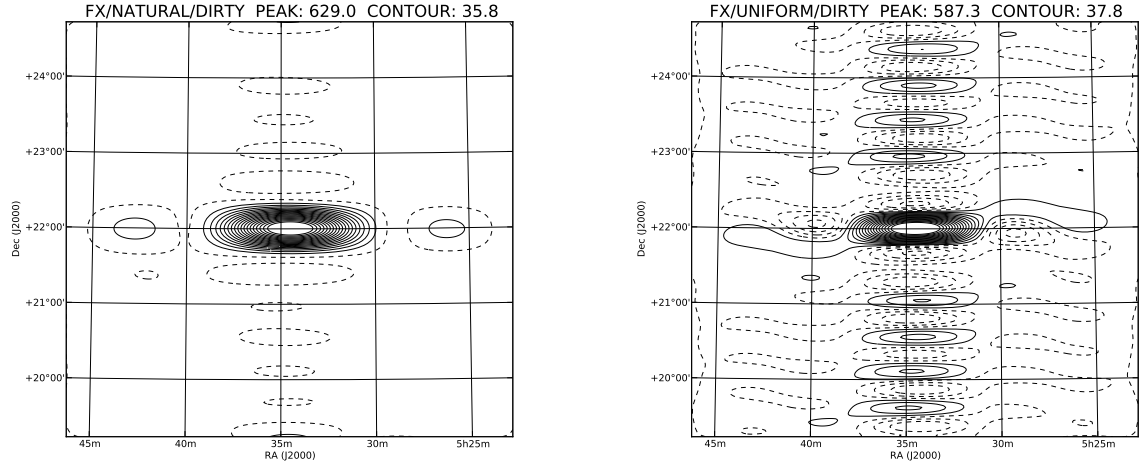 FX/NATURAL/DIRTY PEAK: 629.0 CONTOUR: 35.8
+24°00'
+23°00'
+22°00'
+21°00'
+20°00'
Dec (J2000)
45m 40m 35m 30m 5h25m
RA (J2000)
FX/UNIFORM/DIRTY PEAK: 587.3 CONTOUR: 37.8
+24°00'
+23°00'
+22°00'
+21°00'
+20°00'
Dec (J2000)
45m 40m 35m 30m 5h25m
RA (J2000)